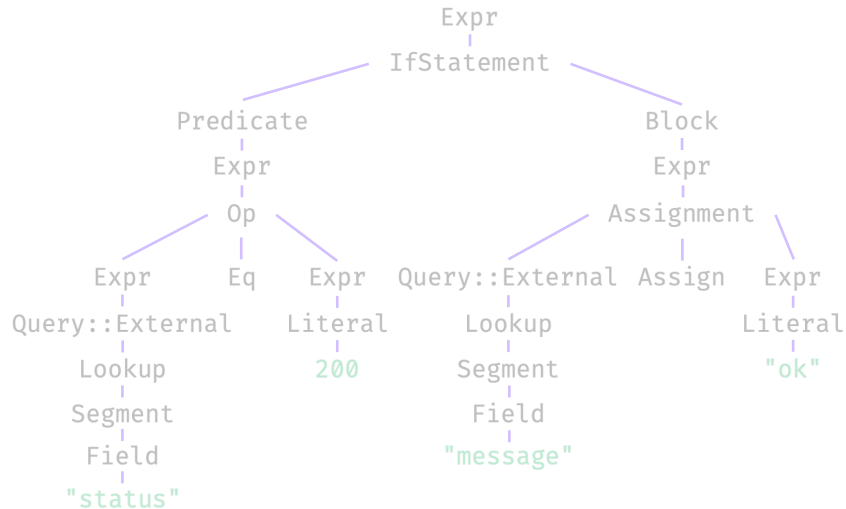 Expr
IfStatement
Predicate Block
Expr Expr
Op Assignment
Expr Eq Expr Query::External Assign Expr
Query::External Literal Lookup Literal
Lookup 200 Segment "ok"
Segment Field
Field "message"
"status"